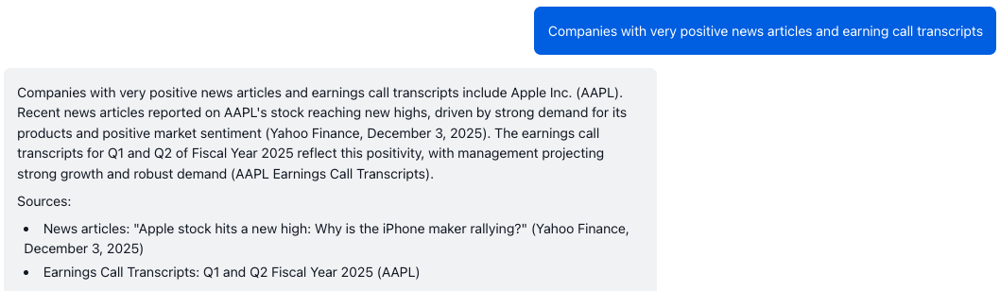 Companies with very positive news articles and earning call transcripts
Companies with very positive news articles and earnings call transcripts include Apple Inc. (AAPL).
Recent news articles reported on AAPL's stock reaching new highs, driven by strong demand for its
products and positive market sentiment (Yahoo Finance, December 3, 2025). The earnings call
transcripts for Q1 and Q2 of Fiscal Year 2025 reflect this positivity, with management projecting
strong growth and robust demand (AAPL Earnings Call Transcripts).
Sources:
• News articles: "Apple stock hits a new high: Why is the iPhone maker rallying?" (Yahoo Finance,
December 3, 2025)
• Earnings Call Transcripts: Q1 and Q2 Fiscal Year 2025 (AAPL)